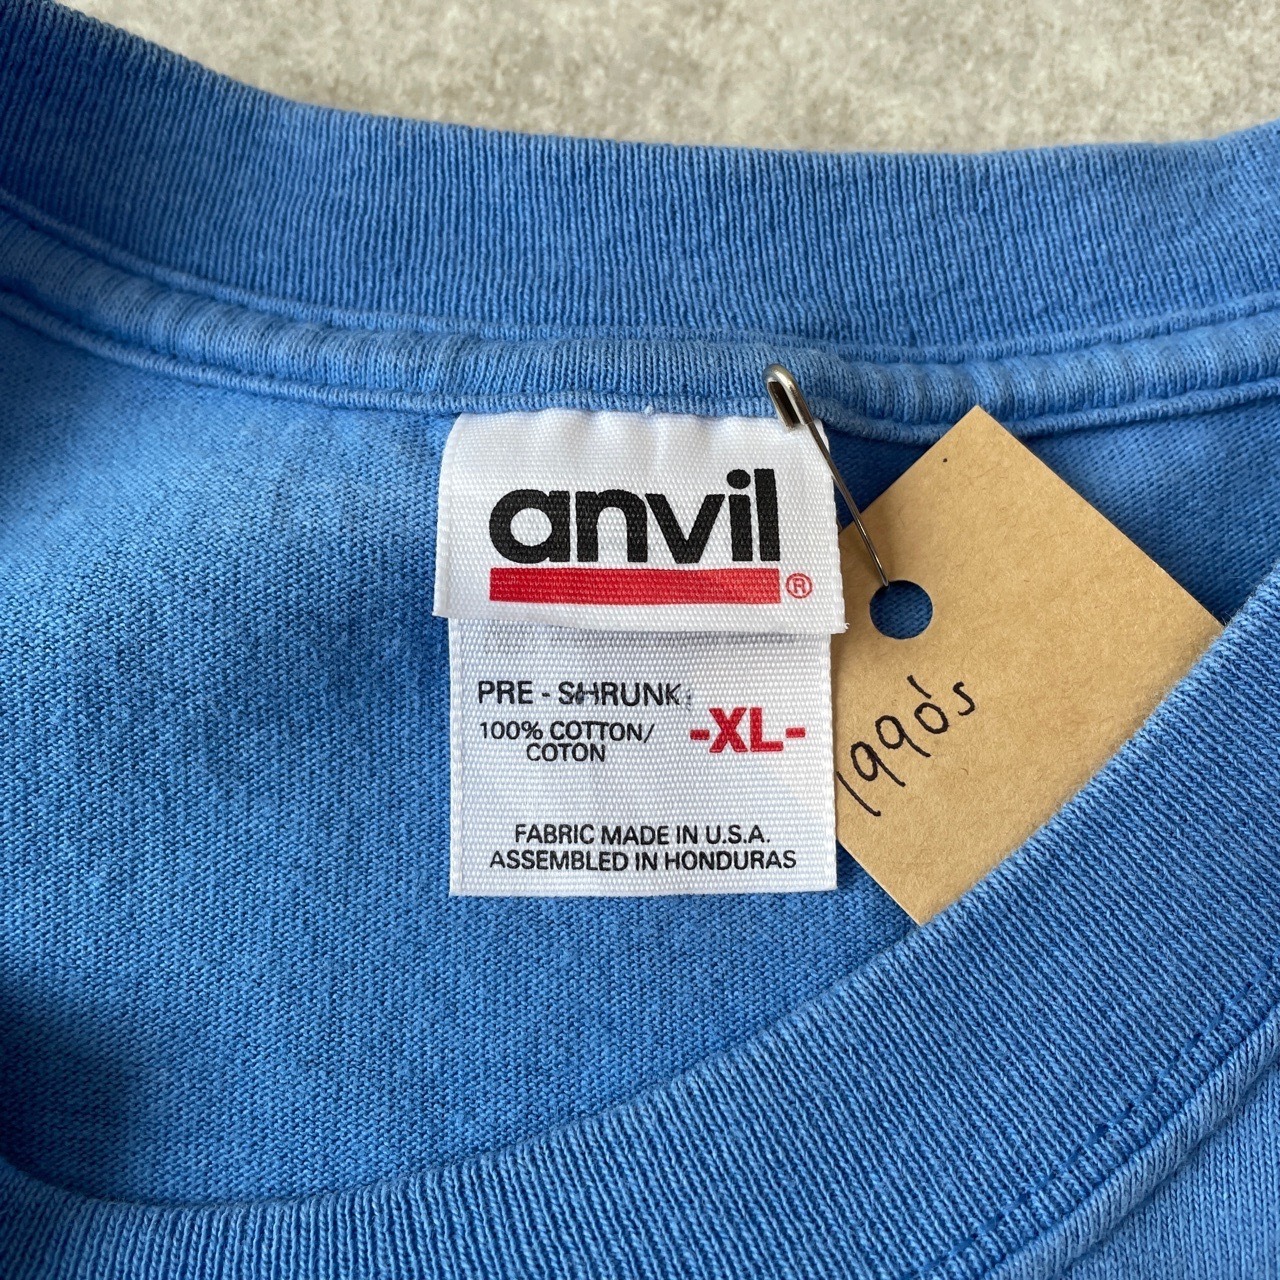 anvil
®
PRE - SHRUNK
100% COTTON/
COTON
-XL-
FABRIC MADE IN U.S.A.
ASSEMBLED IN HONDURAS
1990's